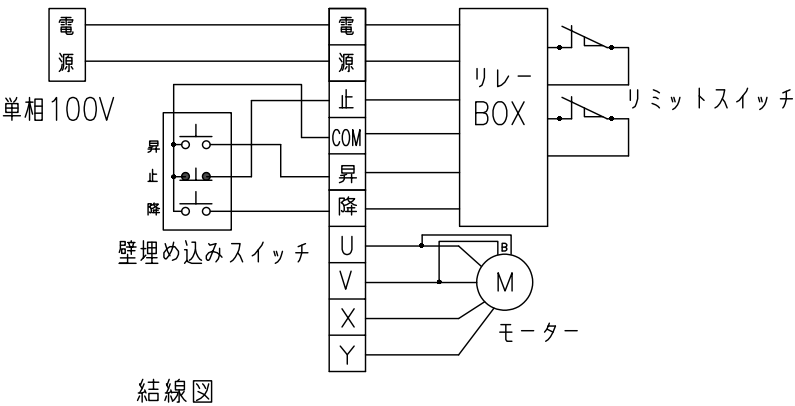 電
源
単相100V
昇
止
降
壁埋め込みスイッチ
電
源
止
COM
昇
降
U
V
X
Y
リレー
BOX
リミットスイッチ
B
M
モーター
結線図